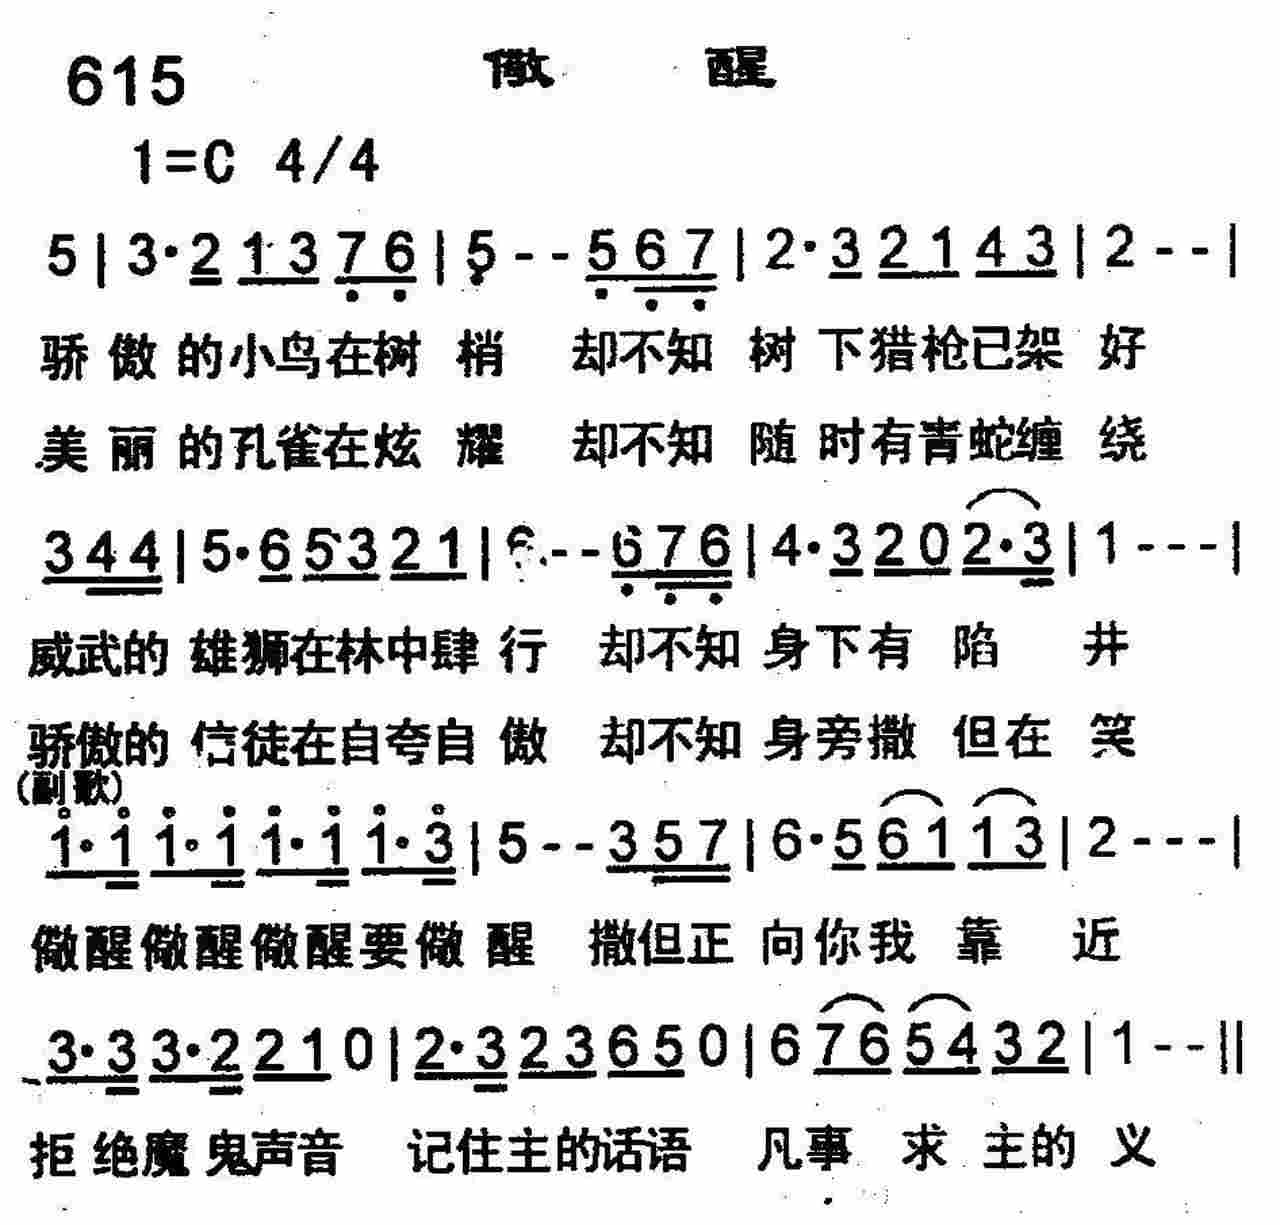 615 儆 醒
1=C 4/4
5 | 3·2 1 3 7 6 | 5 - - 5 6 7 | 2·3 2 1 4 3 | 2 - - |
骄傲的小鸟在树梢 却不知树下猎枪已架好
美丽的孔雀在炫耀 却不知随时有青蛇缠绕
3 4 4 | 5·6 5 3 2 1 | 6 - - 6 7 6 | 4·3 2 0 2·3 | 1 - - - |
威武的雄狮在林中肆行 却不知身下有陷井
骄傲的信徒在自夸自傲 却不知身旁撒但在笑
(副歌)
1·1 1·1 1·1 1·3 | 5 - - 3 5 7 | 6·5 6 1 1 3 | 2 - - - |
儆醒儆醒儆醒要儆醒 撒但正向你我靠近
3·3 3·2 2 1 0 | 2·3 2 3 6 5 0 | 6 7 6 5 4 3 2 | 1 - - ||
拒绝魔鬼声音 记住主的话语 凡事求主的义